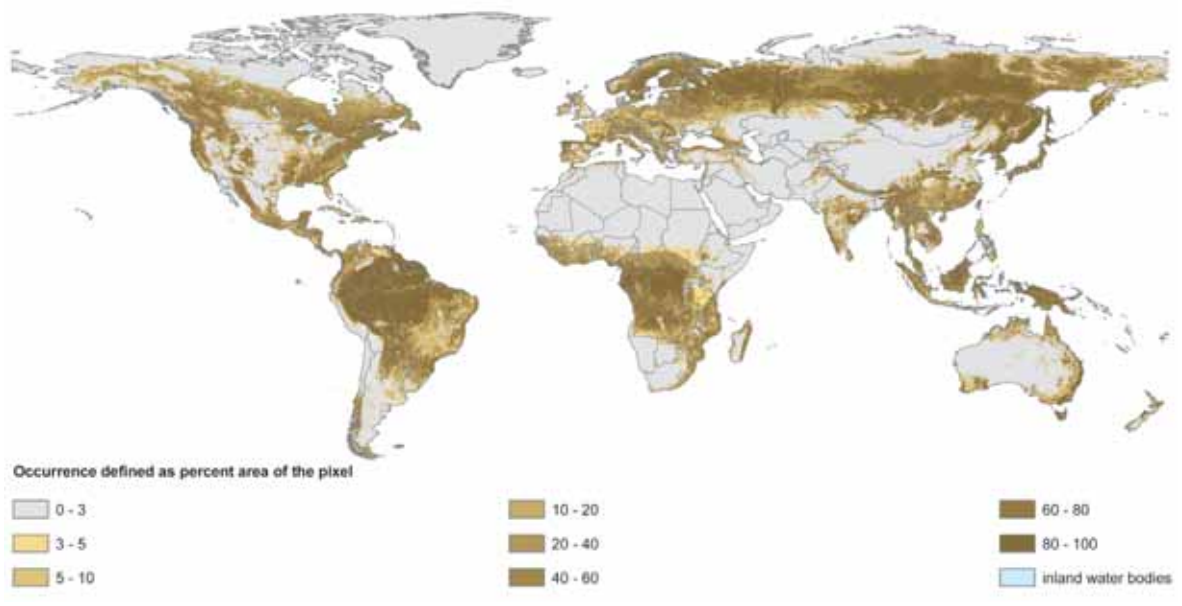 Occurrence defined as percent area of the pixel
0 - 3
3 - 5
5 - 10
10 - 20
20 - 40
40 - 60
60 - 80
80 - 100
inland water bodies